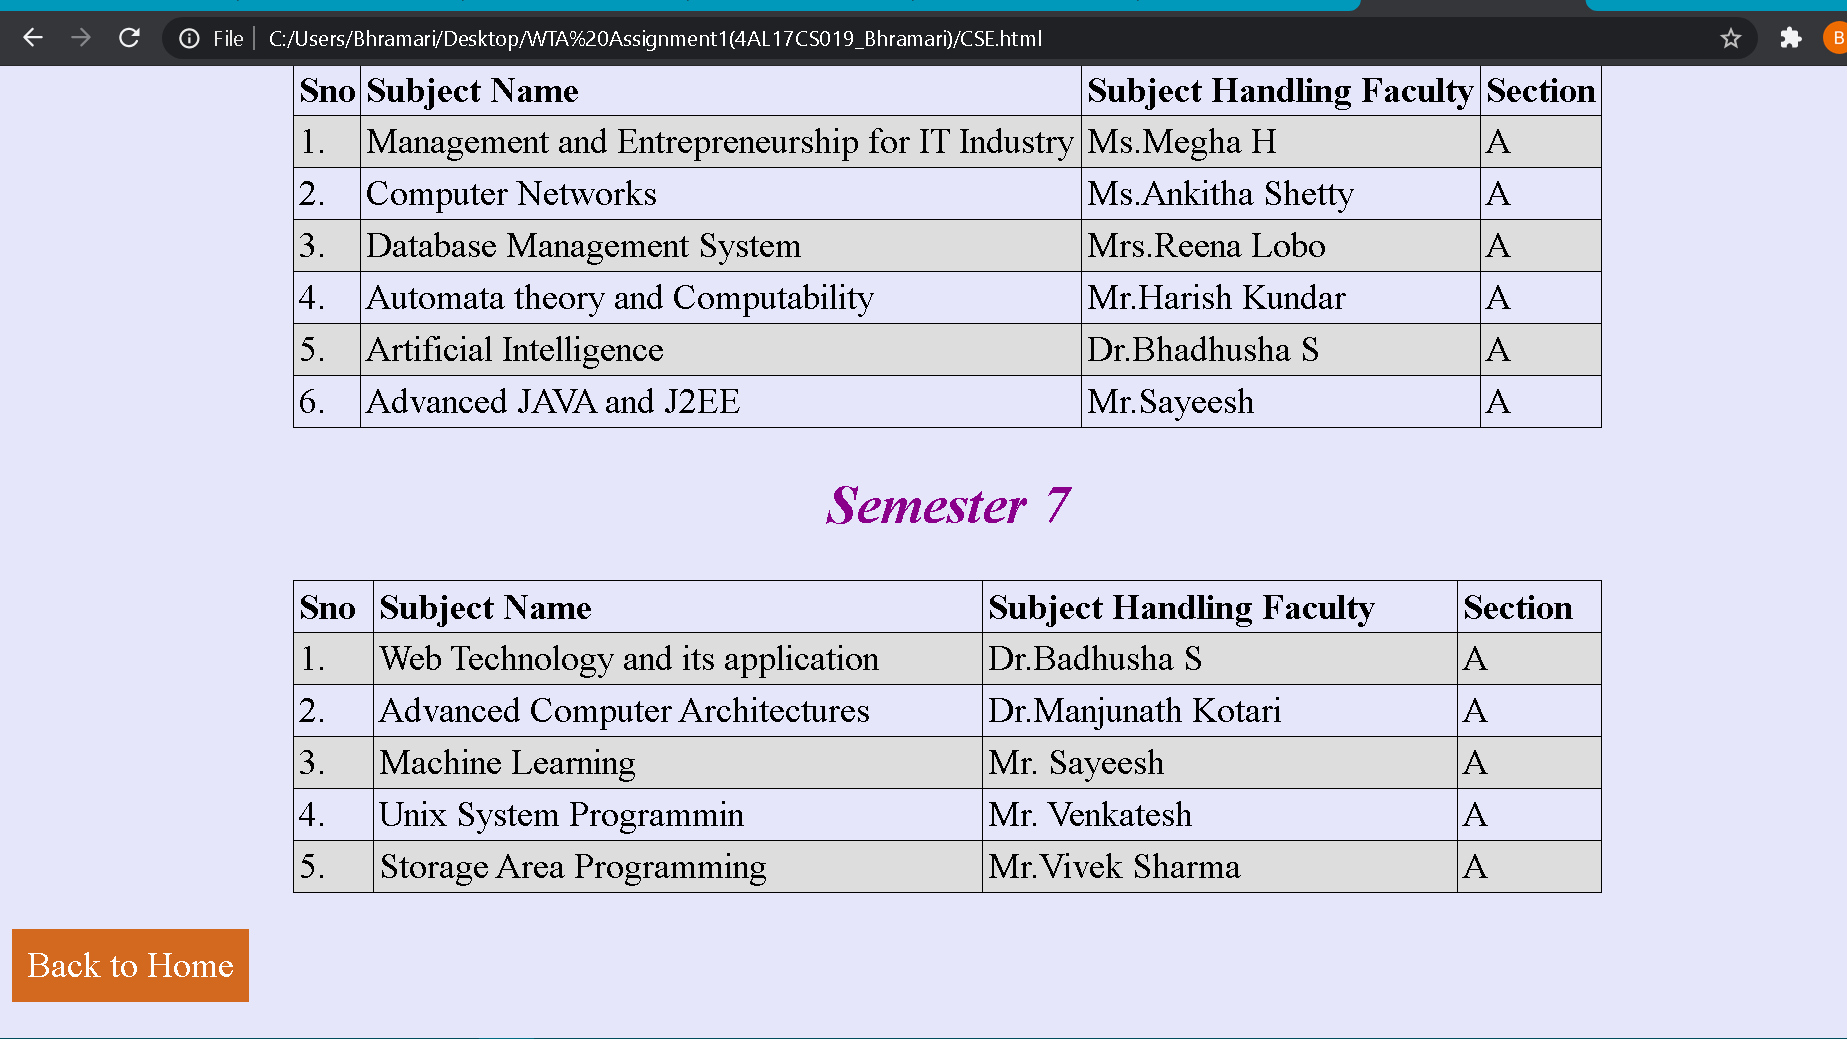 File | C:/Users/Bhramari/Desktop/WTA%20Assignment1(4AL17CS019_Bhramari)/CSE.html B
Sno Subject Name Subject Handling Faculty Section
1. Management and Entrepreneurship for IT Industry Ms.Megha H A
2. Computer Networks Ms.Ankitha Shetty A
3. Database Management System Mrs.Reena Lobo A
4. Automata theory and Computability Mr.Harish Kundar A
5. Artificial Intelligence Dr.Bhadhusha S A
6. Advanced JAVA and J2EE Mr.Sayeesh A
Semester 7
Sno Subject Name Subject Handling Faculty Section
1. Web Technology and its application Dr.Badhusha S A
2. Advanced Computer Architectures Dr.Manjunath Kotari A
3. Machine Learning Mr. Sayeesh A
4. Unix System Programmin Mr. Venkatesh A
5. Storage Area Programming Mr.Vivek Sharma A
Back to Home